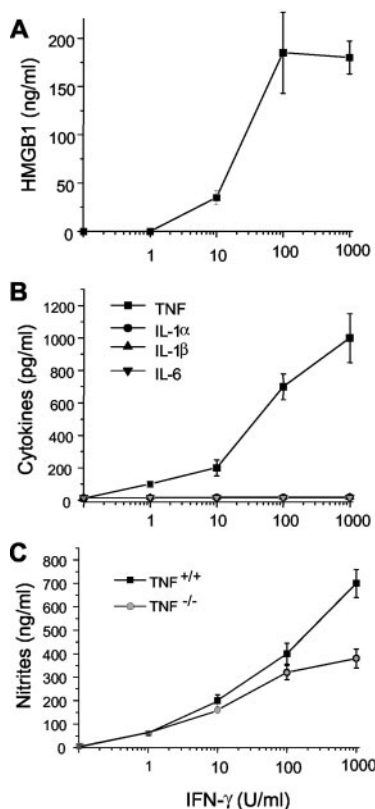 A
HMGB1 (ng/ml)
200
150
100
50
0
1 10 100 1000
B
TNF
IL-1α
IL-1β
IL-6
Cytokines (pg/ml)
1200
1000
800
600
400
200
0
1 10 100 1000
C
TNF +/+
TNF -/-
Nitrites (ng/ml)
800
700
600
500
400
300
200
100
0
1 10 100 1000
IFN-γ (U/ml)